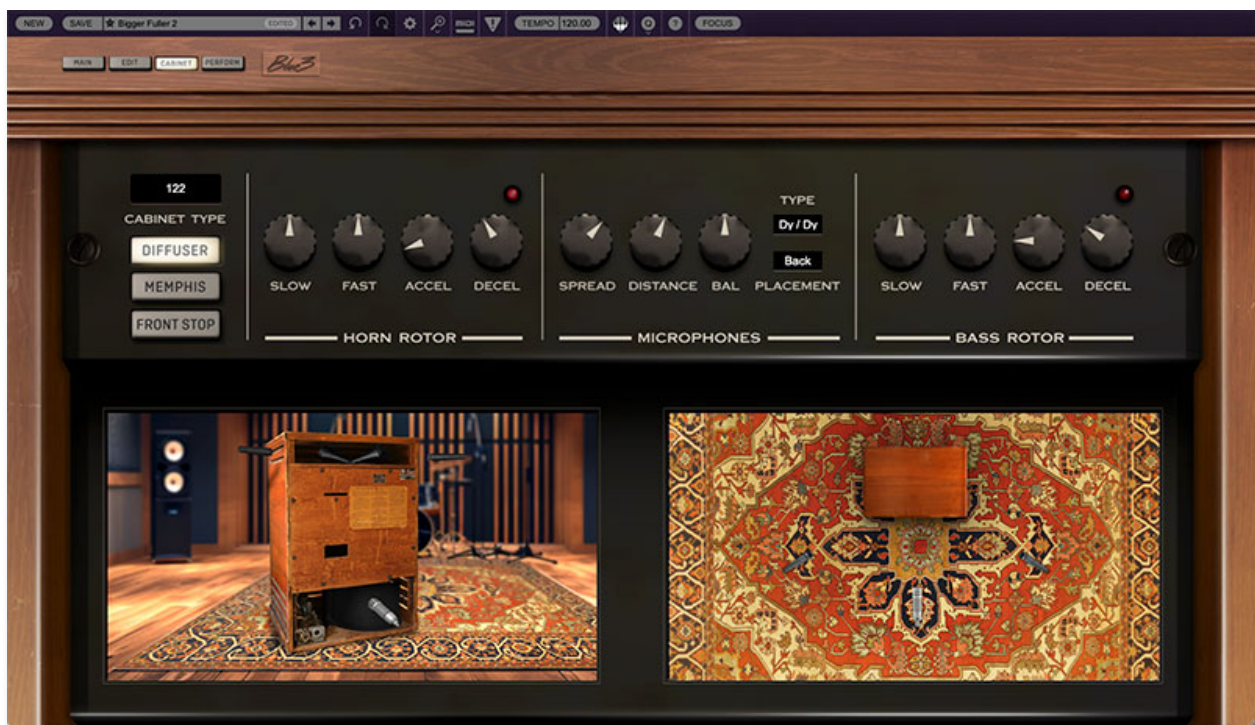 NEW SAVE Bigger Fuller 2 EDITED MIDI TEMPO 120.00 ? FOCUS
MAIN EDIT CABINET PERFORM Blue3
122
CABINET TYPE
DIFFUSER
MEMPHIS
FRONT STOP
SLOW FAST ACCEL DECEL
HORN ROTOR
TYPE
Dy / Dy
Back
SPREAD DISTANCE BAL PLACEMENT
MICROPHONES
SLOW FAST ACCEL DECEL
BASS ROTOR